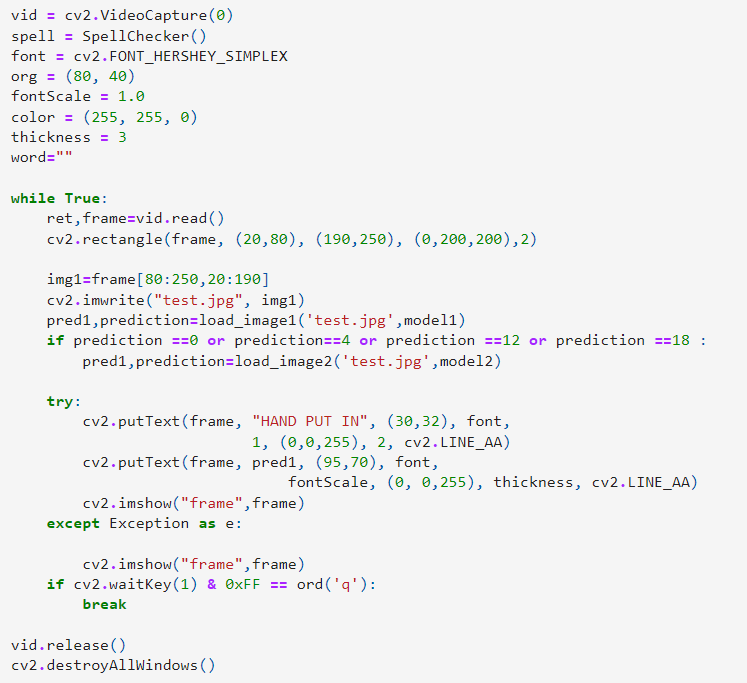 vid = cv2.VideoCapture(0)
spell = SpellChecker()
font = cv2.FONT_HERSHEY_SIMPLEX
org = (80, 40)
fontScale = 1.0
color = (255, 255, 0)
thickness = 3
word=""

while True:
    ret,frame=vid.read()
    cv2.rectangle(frame, (20,80), (190,250), (0,200,200),2)

    img1=frame[80:250,20:190]
    cv2.imwrite("test.jpg", img1)
    pred1,prediction=load_image1('test.jpg',model1)
    if prediction ==0 or prediction==4 or prediction ==12 or prediction ==18 :
        pred1,prediction=load_image2('test.jpg',model2)

    try:
        cv2.putText(frame, "HAND PUT IN", (30,32), font,
                           1, (0,0,255), 2, cv2.LINE_AA)
        cv2.putText(frame, pred1, (95,70), font,
                               fontScale, (0, 0,255), thickness, cv2.LINE_AA)
        cv2.imshow("frame",frame)
    except Exception as e:

        cv2.imshow("frame",frame)
    if cv2.waitKey(1) & 0xFF == ord('q'):
        break

vid.release()
cv2.destroyAllWindows()